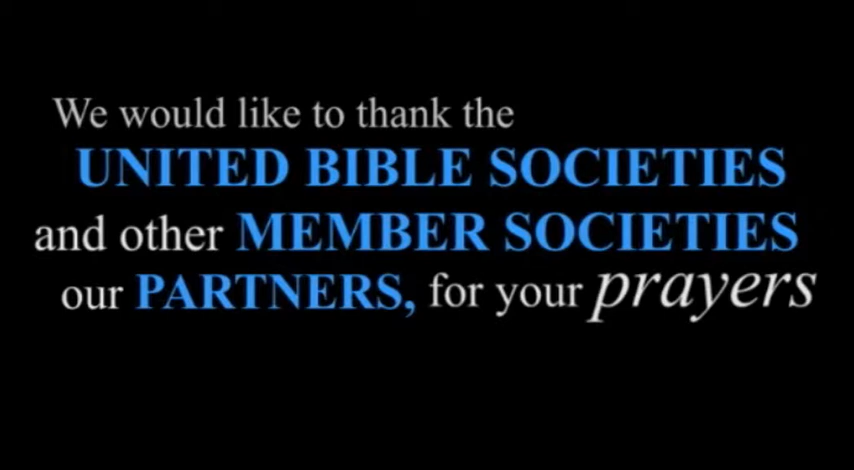 We would like to thank the
UNITED BIBLE SOCIETIES
and other MEMBER SOCIETIES
our PARTNERS, for your prayers